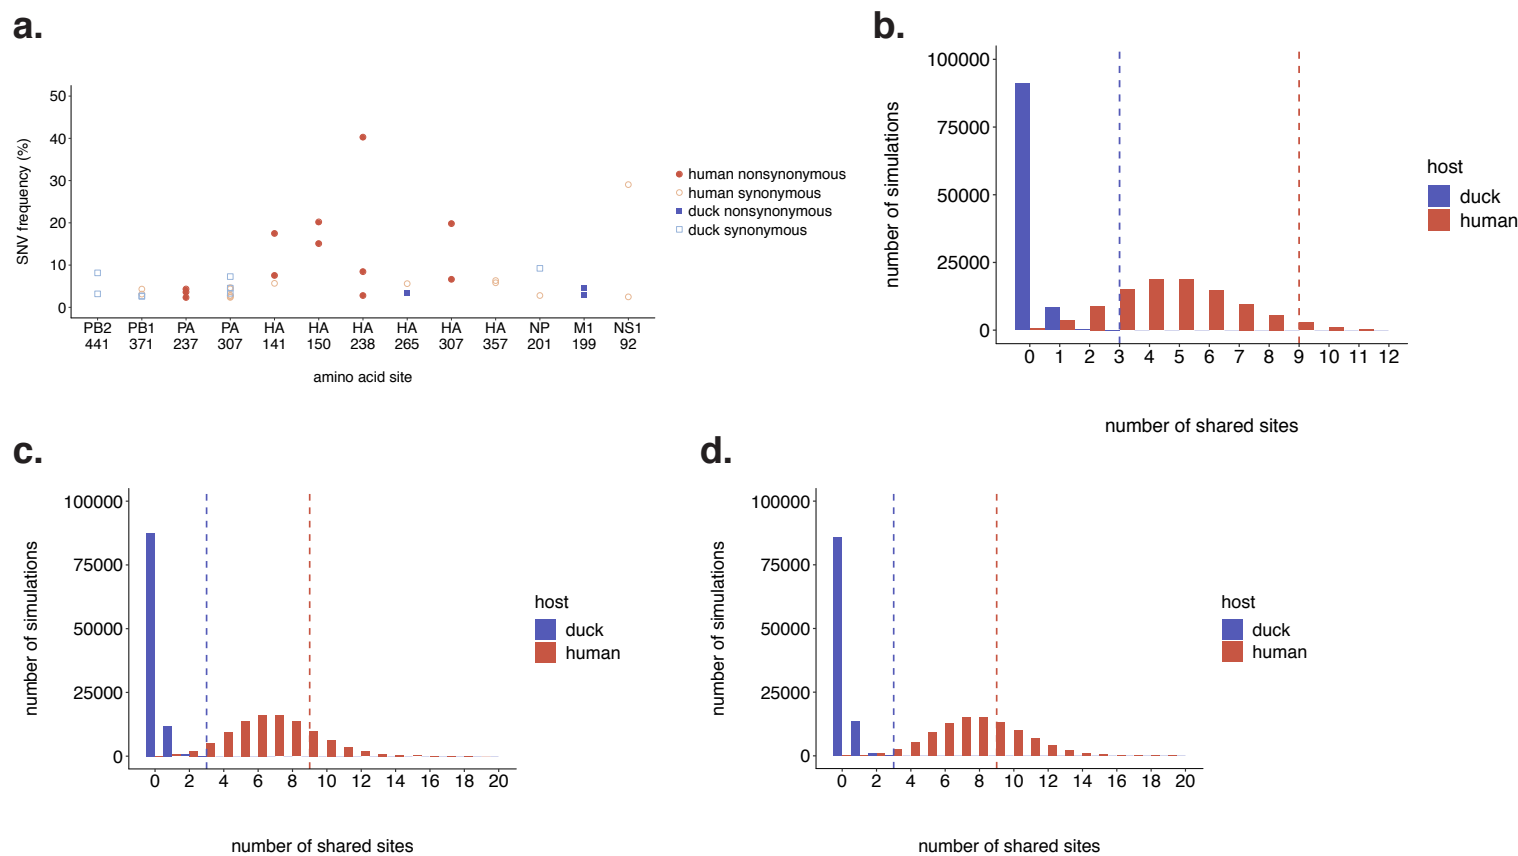 a.
SNV frequency (%)
50
40
30
20
10
0
PB2 PB1 PA PA HA HA HA HA HA HA NP M1 NS1
441 371 237 307 141 150 238 265 307 357 201 199 92
amino acid site
human nonsynonymous
human synonymous
duck nonsynonymous
duck synonymous
b.
number of simulations
100000
75000
50000
25000
0
0 1 2 3 4 5 6 7 8 9 10 11 12
number of shared sites
host
duck
human
c.
number of simulations
100000
75000
50000
25000
0
0 2 4 6 8 10 12 14 16 18 20
number of shared sites
host
duck
human
d.
number of simulations
100000
75000
50000
25000
0
0 2 4 6 8 10 12 14 16 18 20
number of shared sites
host
duck
human